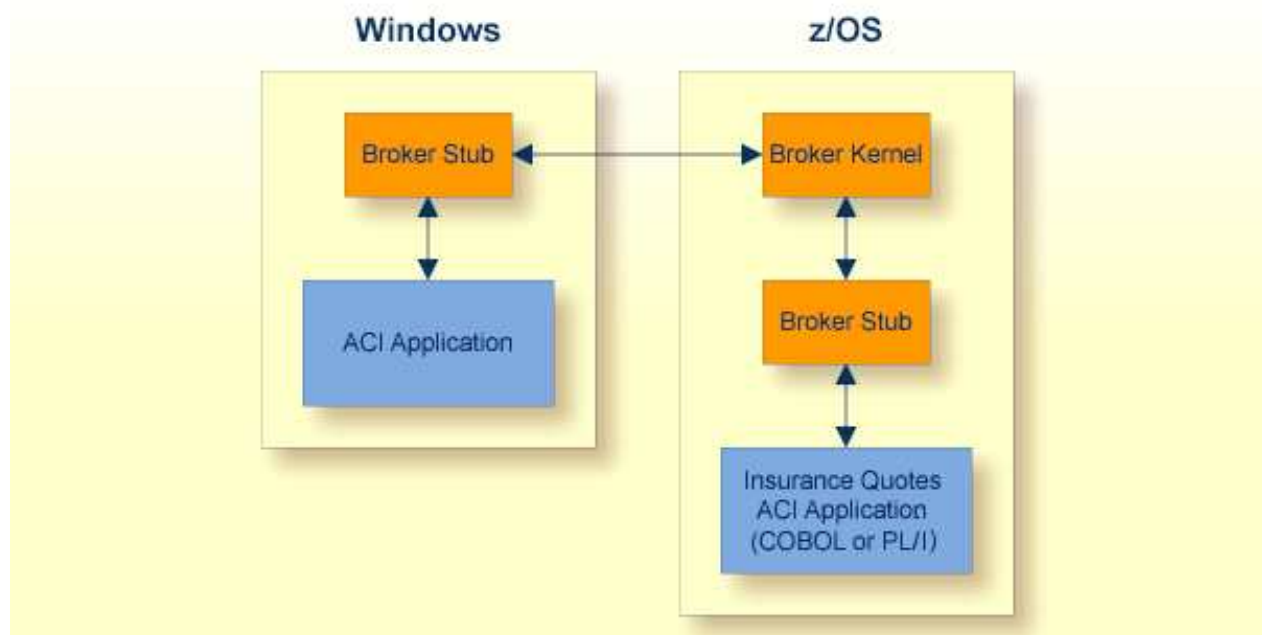 Windows
z/OS
Broker Stub
Broker Kernel
Broker Stub
ACI Application
Insurance Quotes
ACI Application
(COBOL or PL/I)